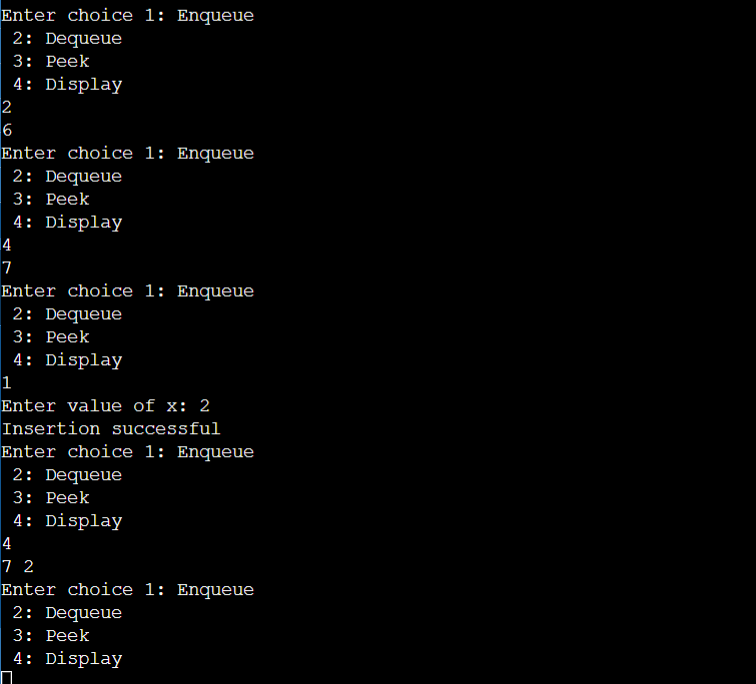 Enter choice 1: Enqueue
2: Dequeue
3: Peek
4: Display
2
6
Enter choice 1: Enqueue
2: Dequeue
3: Peek
4: Display
4
7
Enter choice 1: Enqueue
2: Dequeue
3: Peek
4: Display
1
Enter value of x: 2
Insertion successful
Enter choice 1: Enqueue
2: Dequeue
3: Peek
4: Display
4
7 2
Enter choice 1: Enqueue
2: Dequeue
3: Peek
4: Display